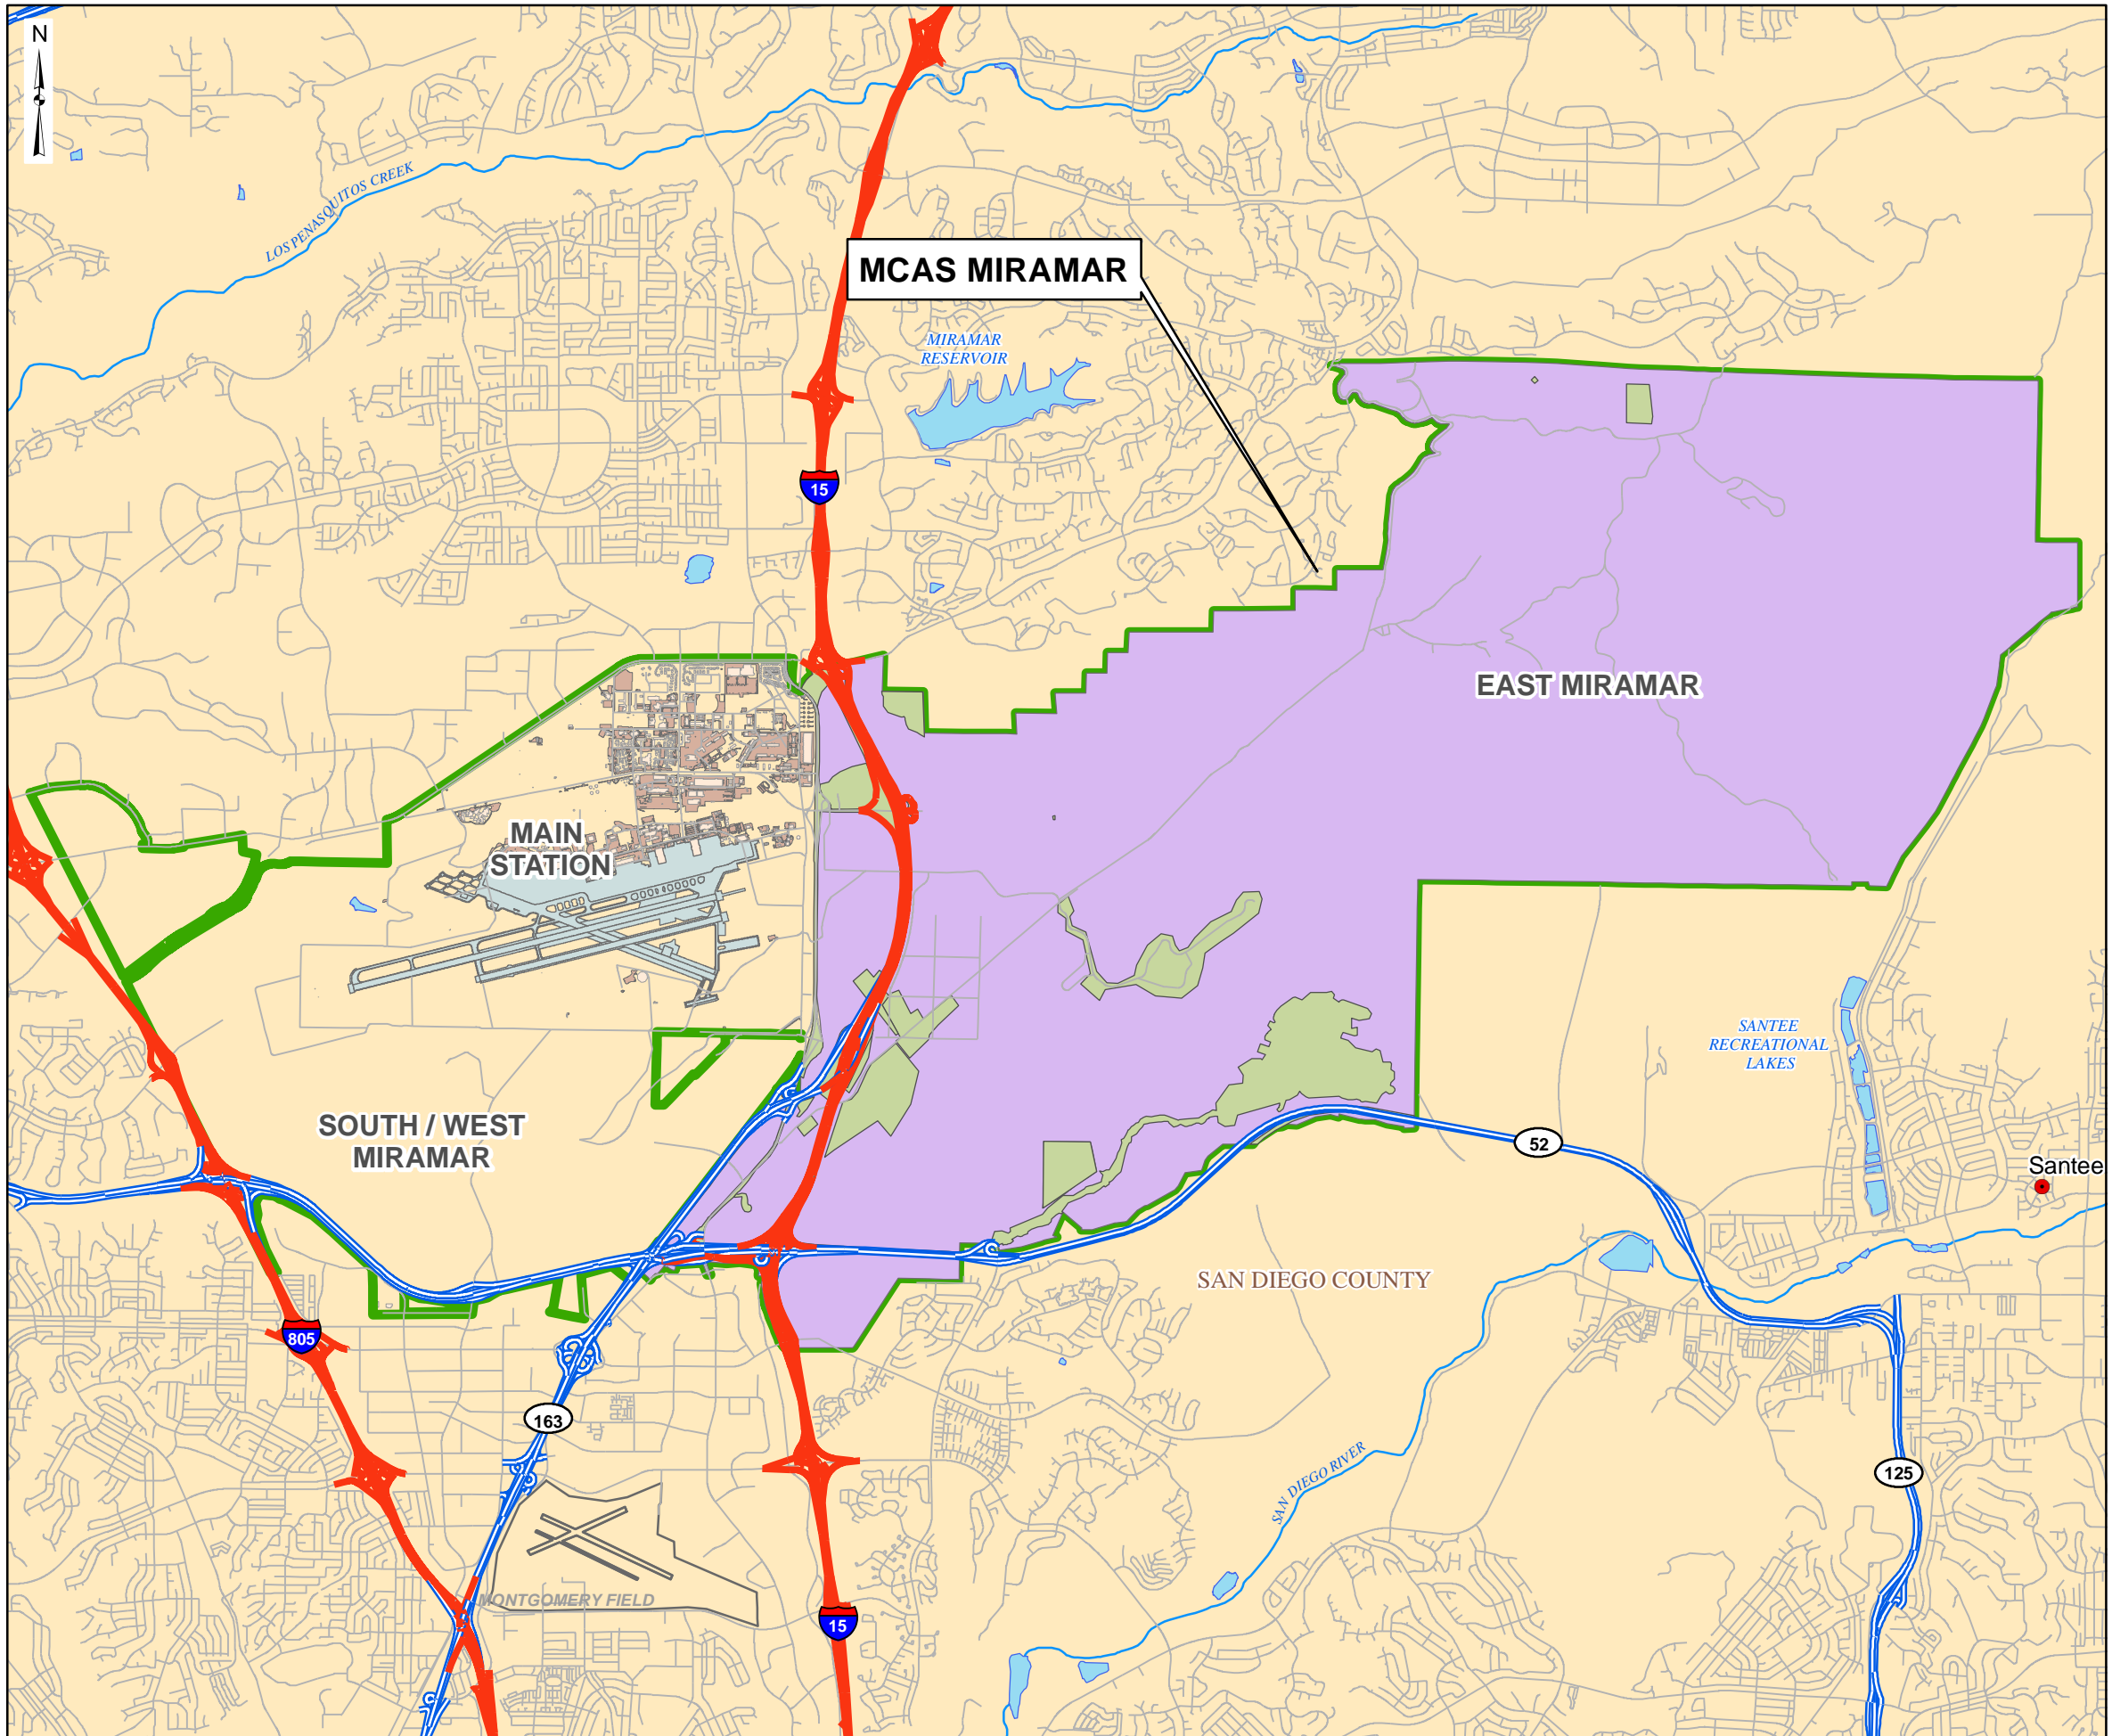 N
LOS PENASQUITOS CREEK
MCAS MIRAMAR
MIRAMAR
RESERVOIR
15
EAST MIRAMAR
MAIN
STATION
SANTEE
RECREATIONAL
LAKES
SOUTH / WEST
MIRAMAR
52
Santee
SAN DIEGO COUNTY
805
163
125
SAN DIEGO RIVER
MONTGOMERY FIELD
15